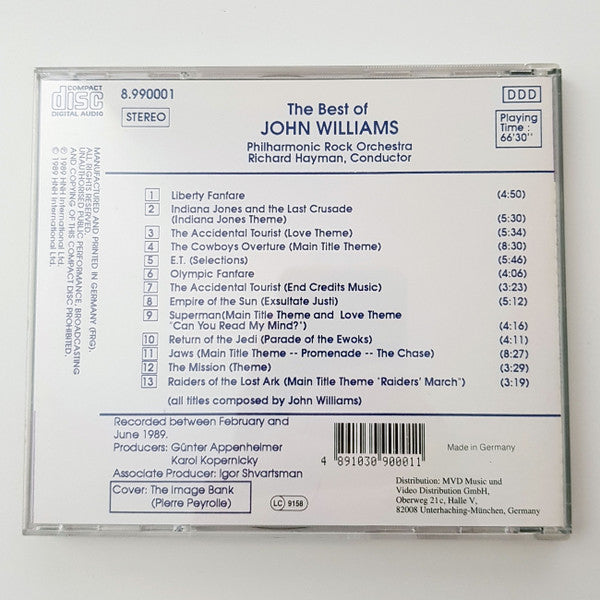 COMPACT
disc
DIGITAL AUDIO
8.990001
STEREO
The Best of
JOHN WILLIAMS
Philharmonic Rock Orchestra
Richard Hayman, Conductor
DDD
Playing
Time :
66'30"
MANUFACTURED AND PRINTED IN GERMANY (FRG).
ALL RIGHTS RESERVED.
UNAUTHORISED PUBLIC PERFORMANCE, BROADCASTING
AND COPYING OF THIS COMPACT DISC PROHIBITED.
℗ 1989 HNH International Ltd.
© 1989 HNH International Ltd.
1 Liberty Fanfare (4:50)
2 Indiana Jones and the Last Crusade
(Indiana Jones Theme) (5:30)
3 The Accidental Tourist (Love Theme) (5:34)
4 The Cowboys Overture (Main Title Theme) (8:30)
5 E.T. (Selections) (5:46)
6 Olympic Fanfare (4:06)
7 The Accidental Tourist (End Credits Music) (3:23)
8 Empire of the Sun (Exsultate Justi) (5:12)
9 Superman(Main Title Theme and Love Theme
"Can You Read My Mind?") (4:16)
10 Return of the Jedi (Parade of the Ewoks) (4:11)
11 Jaws (Main Title Theme -- Promenade -- The Chase) (8:27)
12 The Mission (Theme) (3:29)
13 Raiders of the Lost Ark (Main Title Theme "Raiders' March") (3:19)
(all titles composed by John Williams)
Recorded between February and
June 1989.
Producers: Günter Appenheimer
Karol Kopernicky
Associate Producer: Igor Shvartsman
Cover: The Image Bank
(Pierre Peyrolle)
4 891030 900011
LC 9158
Made in Germany
Distribution: MVD Music und
Video Distribution GmbH,
Oberweg 21c, Halle V,
82008 Unterhaching-München, Germany